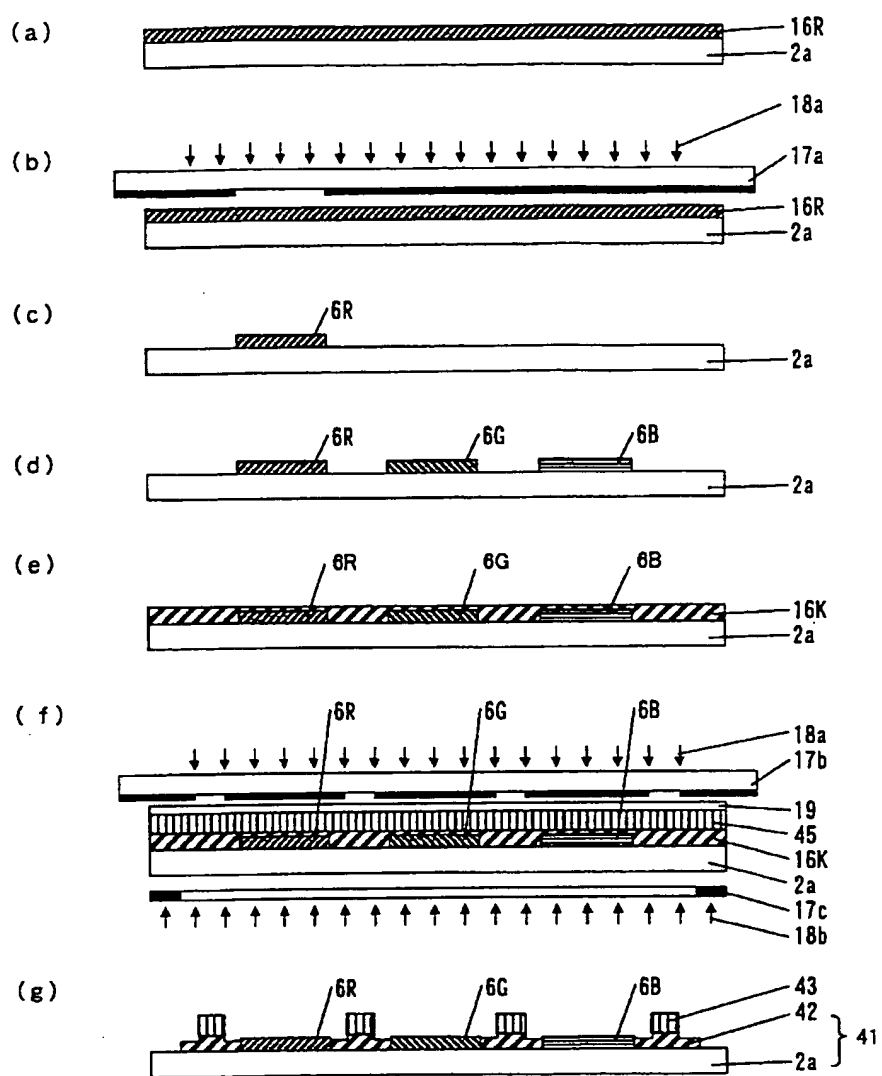 (a)
16R
2a
18a
(b)
17a
16R
2a
(c)
6R
2a
(d)
6R 6G 6B
2a
(e)
6R 6G 6B
16K
2a
(f)
6R 6G 6B
18a
17b
19
45
16K
2a
17c
18b
(g)
6R 6G 6B
43
42
41
2a